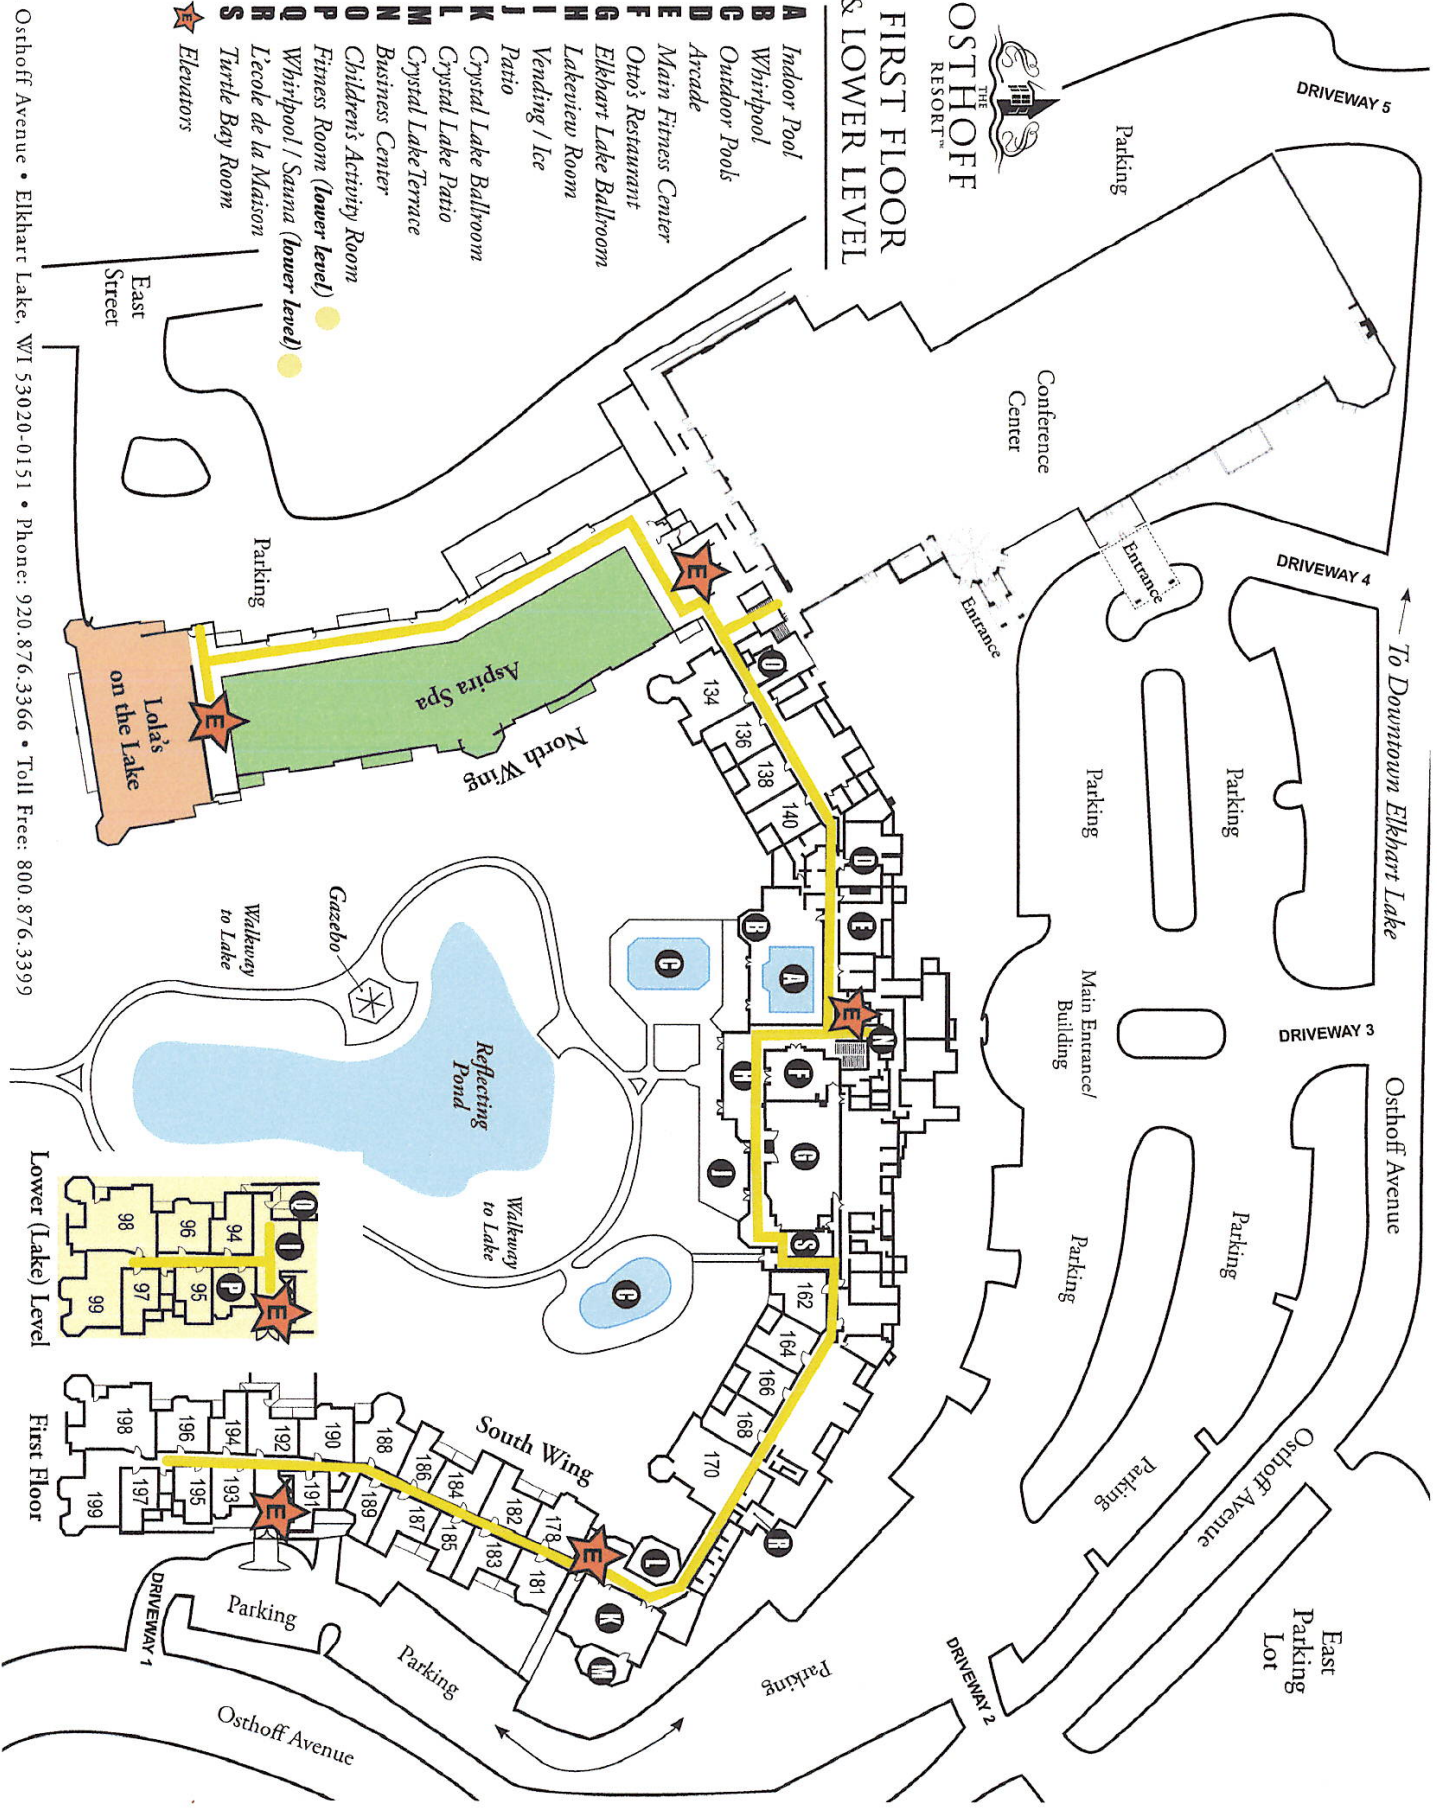 THE
OSTHOFF
RESORT™
FIRST FLOOR
& LOWER LEVEL
A Indoor Pool
B Whirlpool
C Outdoor Pools
D Arcade
E Main Fitness Center
F Otto's Restaurant
G Elkhart Lake Ballroom
H Lakeview Room
I Vending / Ice
J Patio
K Crystal Lake Ballroom
L Crystal Lake Patio
M Crystal Lake Terrace
N Business Center
O Children's Activity Room
P Fitness Room (lower level)
Q Whirlpool / Sauna (lower level)
R L'ecole de la Maison
S Turtle Bay Room
E Elevators
DRIVEWAY 5
Parking
Conference
Center
Entrance
Entrance
DRIVEWAY 4
To Downtown Elkhart Lake
Parking
Parking
Main Entrance/
Building
DRIVEWAY 3
Osthoff Avenue
Parking
Parking
Parking
Osthoff Avenue
East
Parking
Lot
DRIVEWAY 2
Parking
East
Street
Parking
Lola's
on the Lake
E
Aspira Spa
North Wing
E
O
134
136
138
140
D
E
B
A
C
E
N
F
H
G
J
S
C
162
164
166
168
170
R
L
K
M
E
Gazebo
Walkway
to Lake
Reflecting
Pond
Walkway
to Lake
South Wing
178
181
182
183
184
185
186
187
188
189
190
191
192
193
194
195
196
197
198
199
E
First Floor
Q
I
P
E
94
95
96
97
98
99
Lower (Lake) Level
DRIVEWAY 1
Parking
Parking
Osthoff Avenue
Osthoff Avenue • Elkhart Lake, WI 53020-0151 • Phone: 920.876.3366 • Toll Free: 800.876.3399